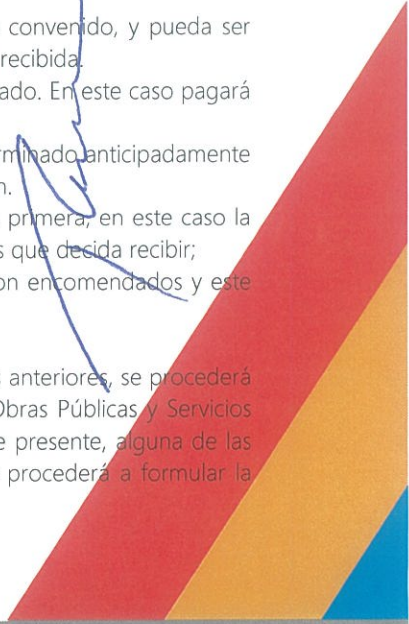 convenido, y pueda ser
recibida.
ado. En este caso pagará
rminado anticipadamente
n.
primera, en este caso la
s que decida recibir;
on encomendados y este
s anteriores, se procederá
Obras Públicas y Servicios
e presente, alguna de las
procederá a formular la